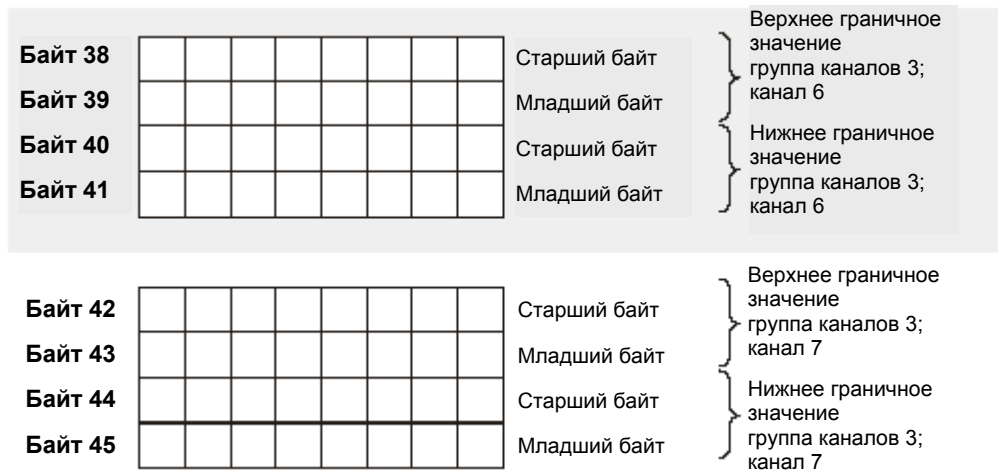 Байт 38
Старший байт
Верхнее граничное
значение
группа каналов 3;
канал 6
Байт 39
Младший байт
Байт 40
Старший байт
Нижнее граничное
значение
группа каналов 3;
канал 6
Байт 41
Младший байт
Байт 42
Старший байт
Верхнее граничное
значение
группа каналов 3;
канал 7
Байт 43
Младший байт
Байт 44
Старший байт
Нижнее граничное
значение
группа каналов 3;
канал 7
Байт 45
Младший байт